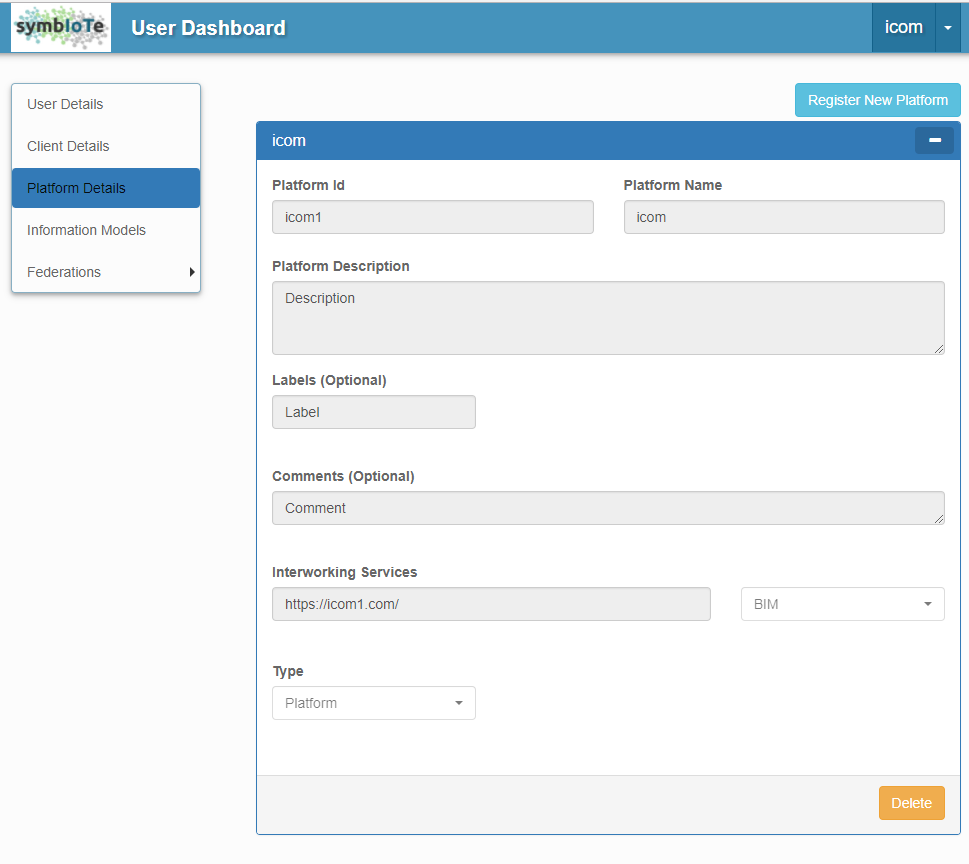 symbIoTe
User Dashboard
icom
User Details
Client Details
Platform Details
Information Models
Federations
Register New Platform
icom
Platform Id
Platform Name
icom1
icom
Platform Description
Description
Labels (Optional)
Label
Comments (Optional)
Comment
Interworking Services
https://icom1.com/
BIM
Type
Platform
Delete